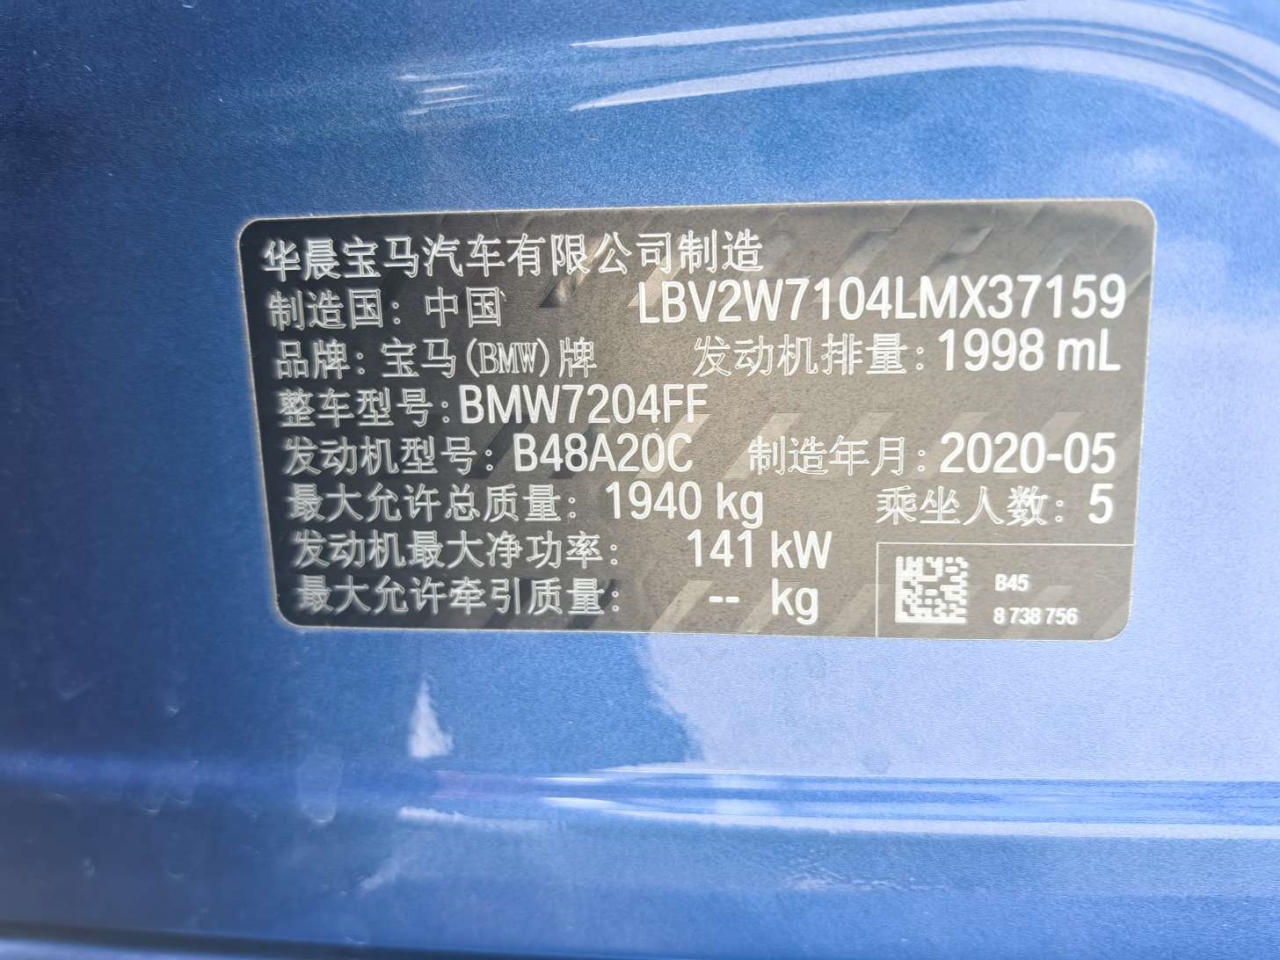 华晨宝马汽车有限公司制造
制造国：中国 LBV2W7104LMX37159
品牌：宝马(BMW)牌 发动机排量：1998 mL
整车型号：BMW7204FF
发动机型号：B48A20C 制造年月：2020-05
最大允许总质量：1940 kg 乘坐人数：5
发动机最大净功率：141 kW
最大允许牵引质量：-- kg
B45
8 738 756